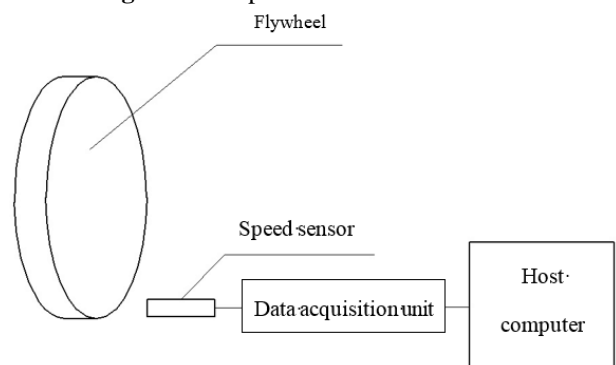 Flywheel
Speed·sensor
Data·acquisition·unit
Host·
computer